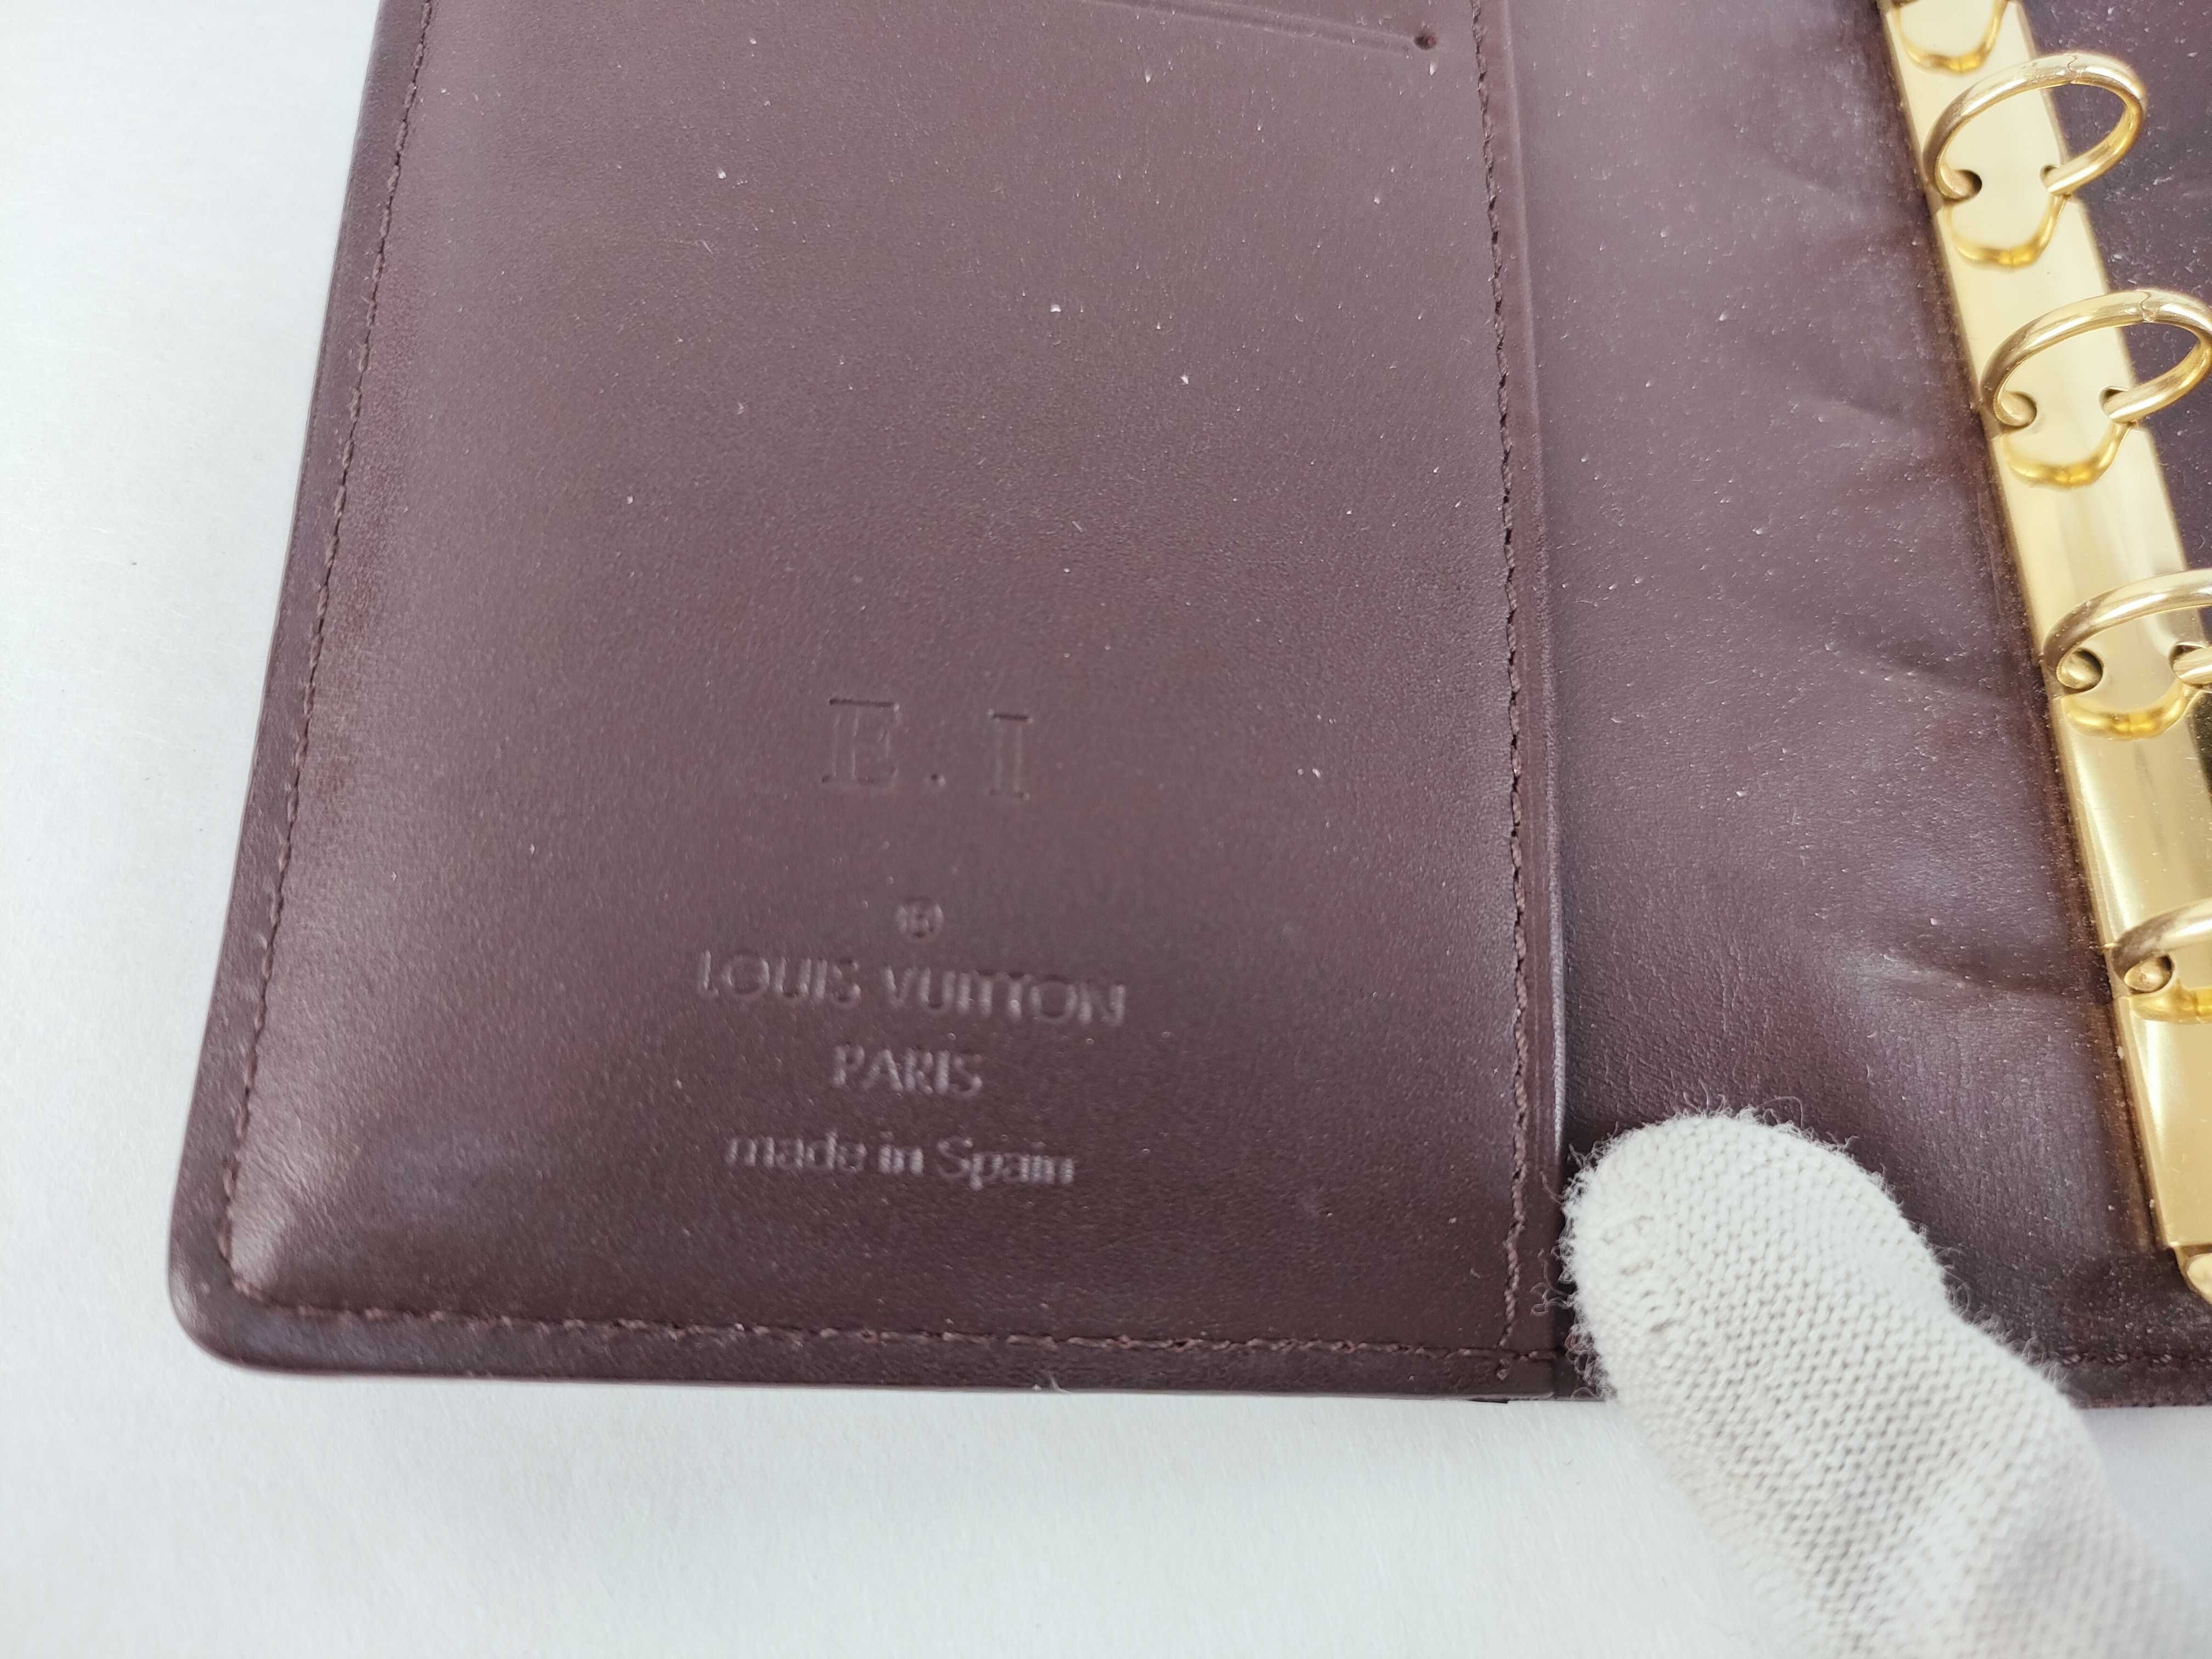 E.I
®
LOUIS VUITTON
PARIS
made in Spain